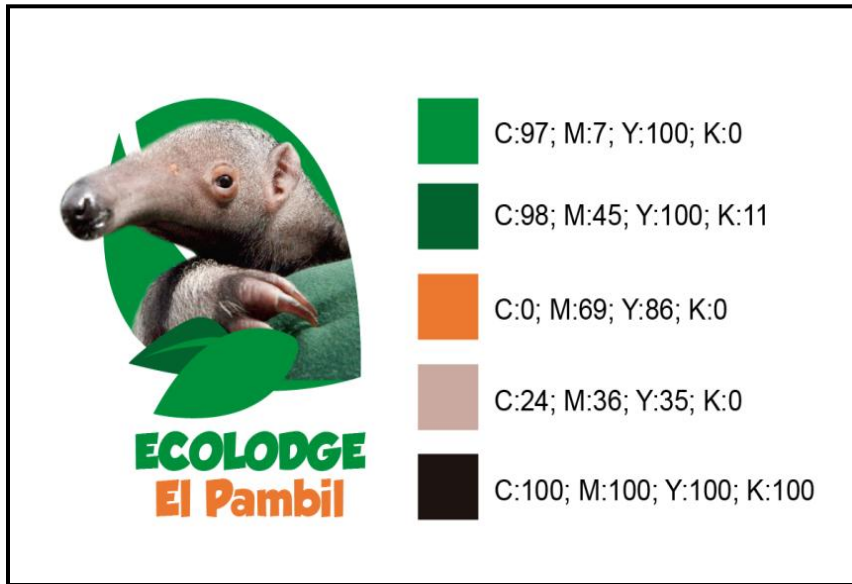 C:97; M:7; Y:100; K:0
C:98; M:45; Y:100; K:11
C:0; M:69; Y:86; K:0
C:24; M:36; Y:35; K:0
C:100; M:100; Y:100; K:100
ECOLODGE
El Pambil